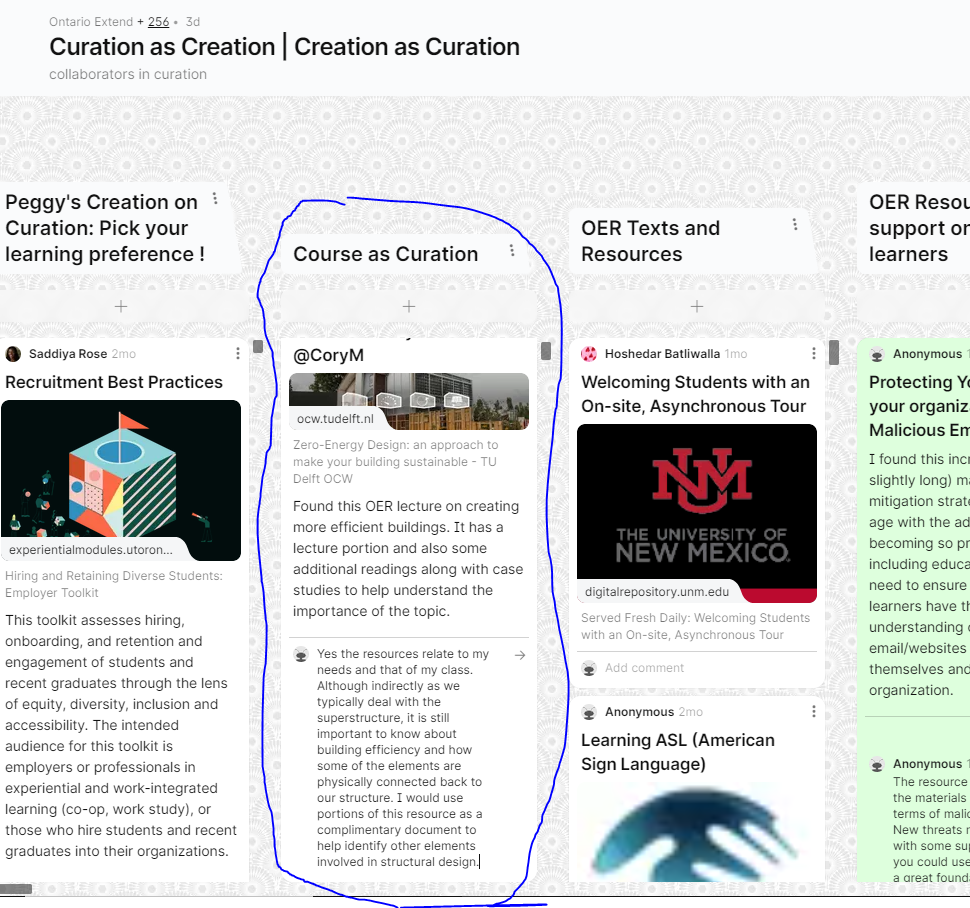 Ontario Extend + 256 • 3d
Curation as Creation | Creation as Curation
collaborators in curation
Peggy's Creation on
Curation: Pick your
learning preference !
Saddiya Rose 2mo
Recruitment Best Practices
experientialmodules.utoron...
Hiring and Retaining Diverse Students:
Employer Toolkit
This toolkit assesses hiring,
onboarding, and retention and
engagement of students and
recent graduates through the lens
of equity, diversity, inclusion and
accessibility. The intended
audience for this toolkit is
employers or professionals in
experiential and work-integrated
learning (co-op, work study), or
those who hire students and recent
graduates into their organizations.
Course as Curation
@CoryM
ocw.tudelft.nl
Zero-Energy Design: an approach to
make your building sustainable - TU
Delft OCW
Found this OER lecture on creating
more efficient buildings. It has a
lecture portion and also some
additional readings along with case
studies to help understand the
importance of the topic.
Yes the resources relate to my
needs and that of my class.
Although indirectly as we
typically deal with the
superstructure, it is still
important to know about
building efficiency and how
some of the elements are
physically connected back to
our structure. I would use
portions of this resource as a
complimentary document to
help identify other elements
involved in structural design.
OER Texts and
Resources
Hoshedar Batliwalla 1mo
Welcoming Students with an
On-site, Asynchronous Tour
NM
THE UNIVERSITY OF
NEW MEXICO
digitalrepository.unm.edu
Served Fresh Daily: Welcoming Students
with an On-site, Asynchronous Tour
Add comment
Anonymous 2mo
Learning ASL (American
Sign Language)
OER Resou
support on
learners
Anonymous 1
Protecting Yo
your organiz
Malicious Em
I found this incr
slightly long) ma
mitigation strate
age with the ad
becoming so pr
including educa
need to ensure
learners have th
understanding o
email/websites
themselves and
organization.
Anonymous 1
The resource
the materials
terms of malic
New threats r
with some sup
you could use
a great founda